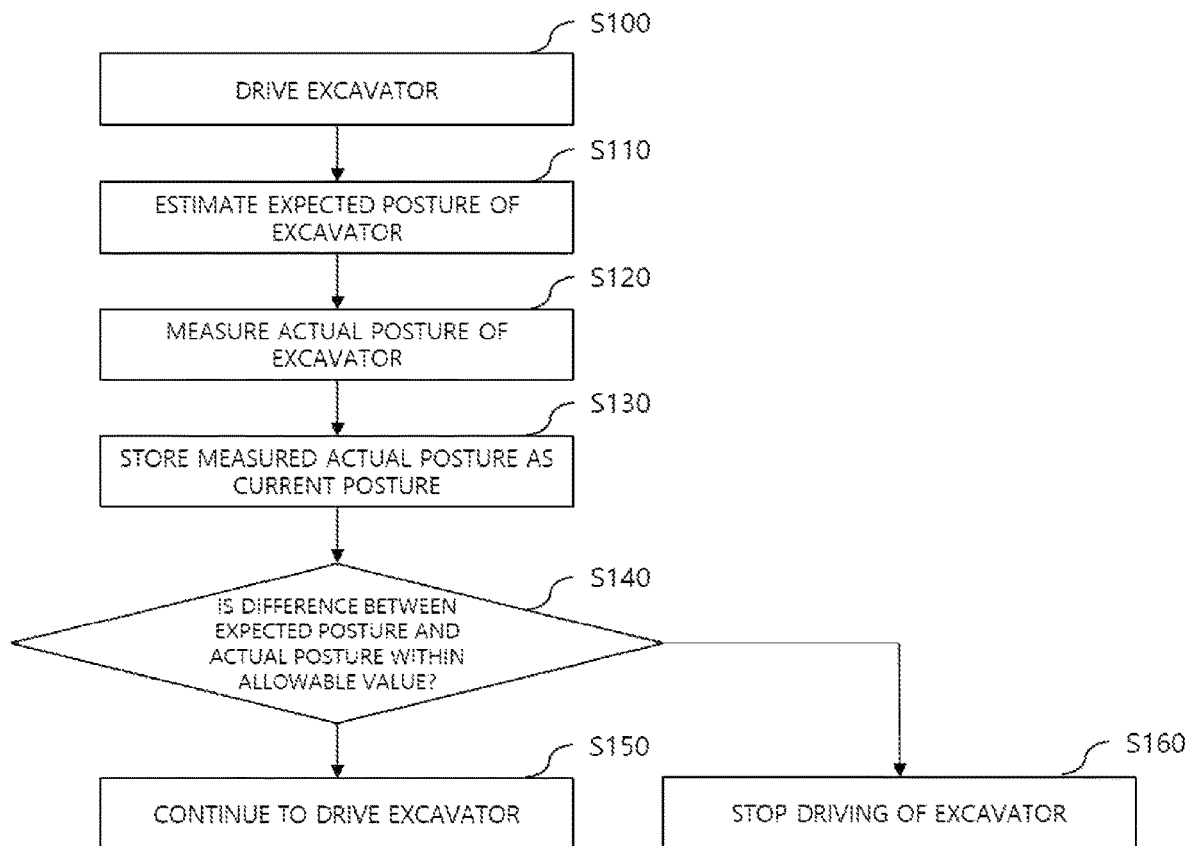 S100
DRIVE EXCAVATOR
S110
ESTIMATE EXPECTED POSTURE OF
EXCAVATOR
S120
MEASURE ACTUAL POSTURE OF
EXCAVATOR
S130
STORE MEASURED ACTUAL POSTURE AS
CURRENT POSTURE
S140
IS DIFFERENCE BETWEEN
EXPECTED POSTURE AND
ACTUAL POSTURE WITHIN
ALLOWABLE VALUE?
S150
CONTINUE TO DRIVE EXCAVATOR
S160
STOP DRIVING OF EXCAVATOR